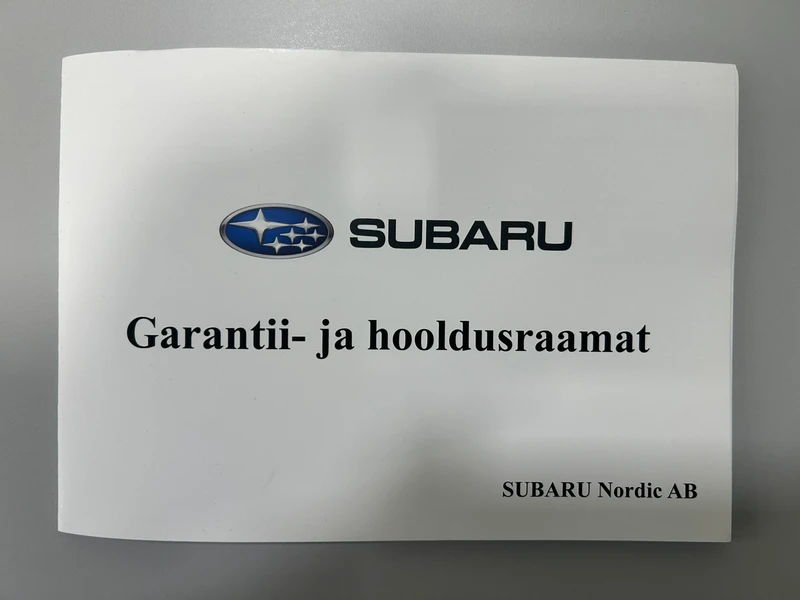 SUBARU
Garantii- ja hooldusraamat
SUBARU Nordic AB